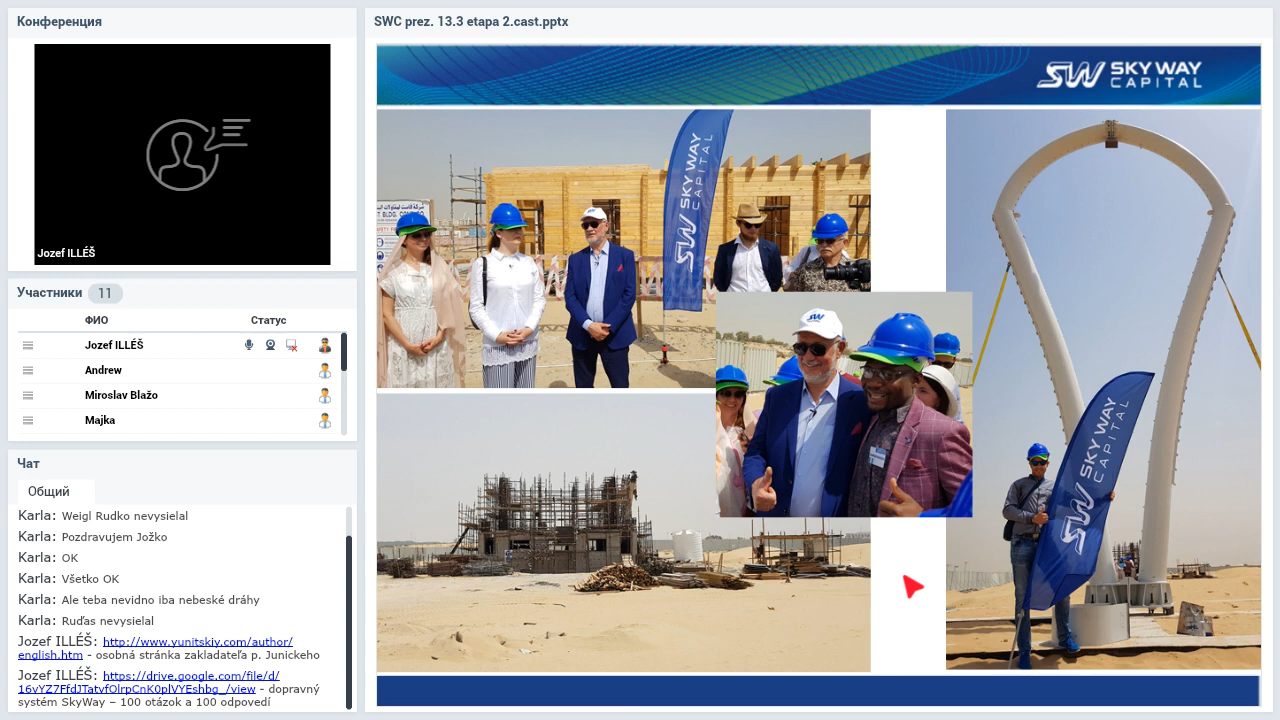 Конференция
Jozef ILLÉŠ
Участники 11
ФИО Статус
Jozef ILLÉŠ
Andrew
Miroslav Blažo
Majka
Чат
Общий
Karla: Weigl Rudko nevysielal
Karla: Pozdravujem Jožko
Karla: OK
Karla: Všetko OK
Karla: Ale teba nevidno iba nebeské dráhy
Karla: Ruďas nevysielal
Jozef ILLÉŠ: http://www.yunitskiy.com/author/
english.htm - osobná stránka zakladateľa p. Junického
Jozef ILLÉŠ: https://drive.google.com/file/d/
16vYZ7FfdJTatvfOlrpCnK0plVYEshbg_/view - dopravný
systém SkyWay – 100 otázok a 100 odpovedí
SWC prez. 13.3 etapa 2.cast.pptx
SW SKY WAY
CAPITAL
SW SKY WAY
CAPITAL
SW
SW SKY WAY
CAPITAL